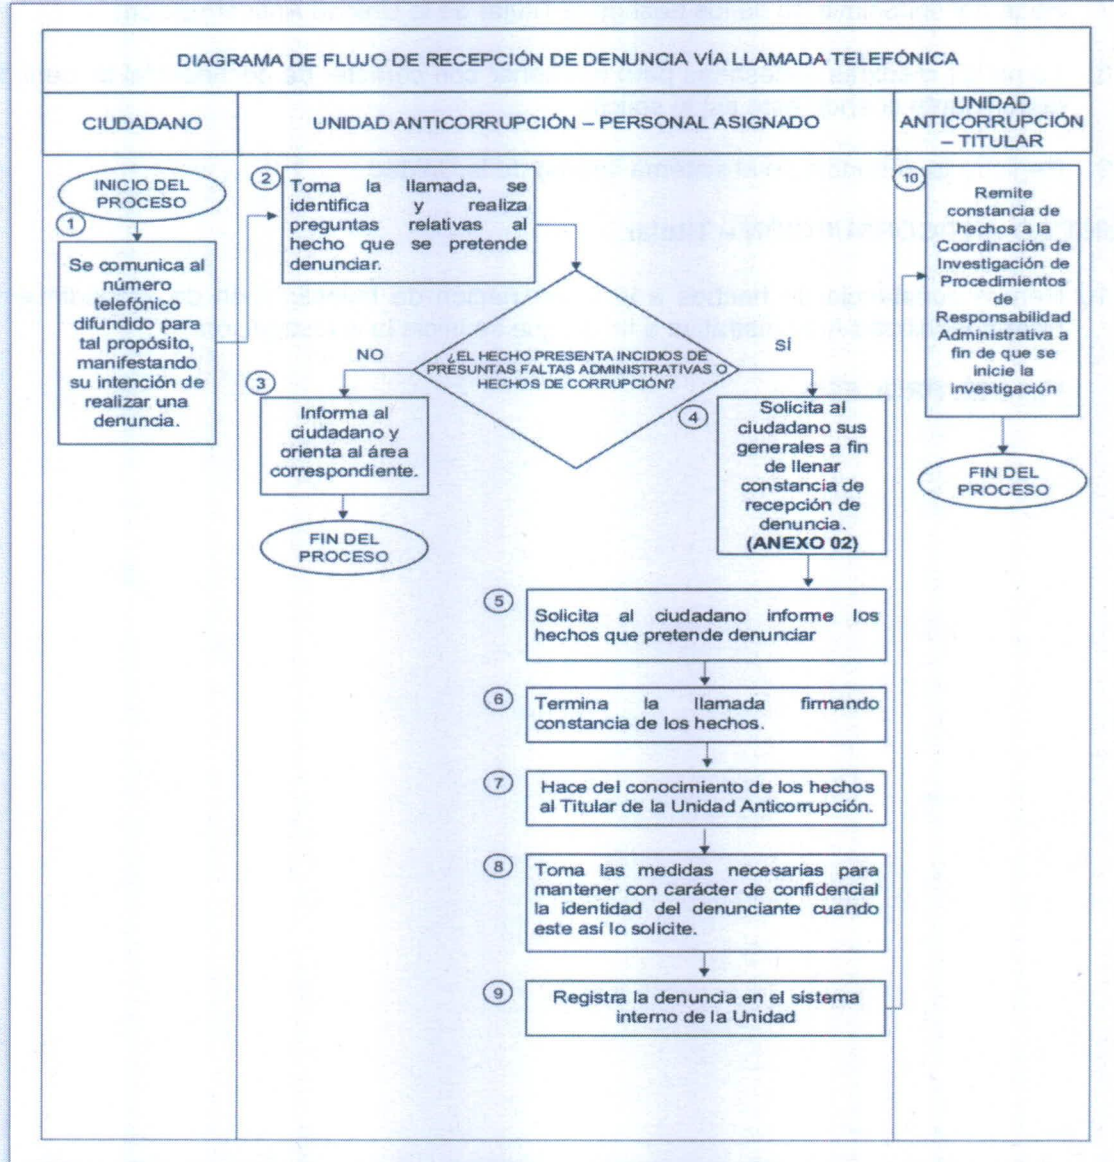 DIAGRAMA DE FLUJO DE RECEPCIÓN DE DENUNCIA VÍA LLAMADA TELEFÓNICA
CIUDADANO
UNIDAD ANTICORRUPCIÓN – PERSONAL ASIGNADO
UNIDAD
ANTICORRUPCIÓN
– TITULAR
INICIO DEL
PROCESO
1
Se comunica al
número
telefónico
difundido para
tal propósito,
manifestando
su intención de
realizar una
denuncia.
2
Toma la llamada, se
identifica y realiza
preguntas relativas al
hecho que se pretende
denunciar.
¿EL HECHO PRESENTA INCIDIOS DE
PRESUNTAS FALTAS ADMINISTRATIVAS O
HECHOS DE CORRUPCIÓN?
NO
SÍ
3
Informa al
ciudadano y
orienta al área
correspondiente.
FIN DEL
PROCESO
4
Solicita al
ciudadano sus
generales a fin
de llenar
constancia de
recepción de
denuncia.
(ANEXO 02)
5
Solicita al ciudadano informe los
hechos que pretende denunciar
6
Termina la llamada firmando
constancia de los hechos.
7
Hace del conocimiento de los hechos
al Titular de la Unidad Anticorrupción.
8
Toma las medidas necesarias para
mantener con carácter de confidencial
la identidad del denunciante cuando
este así lo solicite.
9
Registra la denuncia en el sistema
interno de la Unidad
10
Remite
constancia de
hechos a la
Coordinación de
Investigación de
Procedimientos
de
Responsabilidad
Administrativa a
fin de que se
inicie la
investigación
FIN DEL
PROCESO